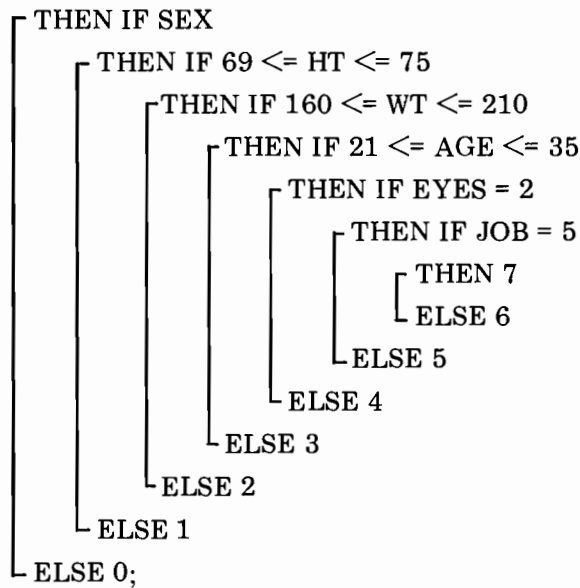 THEN IF SEX
THEN IF 69 <= HT <= 75
THEN IF 160 <= WT <= 210
THEN IF 21 <= AGE <= 35
THEN IF EYES = 2
THEN IF JOB = 5
THEN 7
ELSE 6
ELSE 5
ELSE 4
ELSE 3
ELSE 2
ELSE 1
ELSE 0;